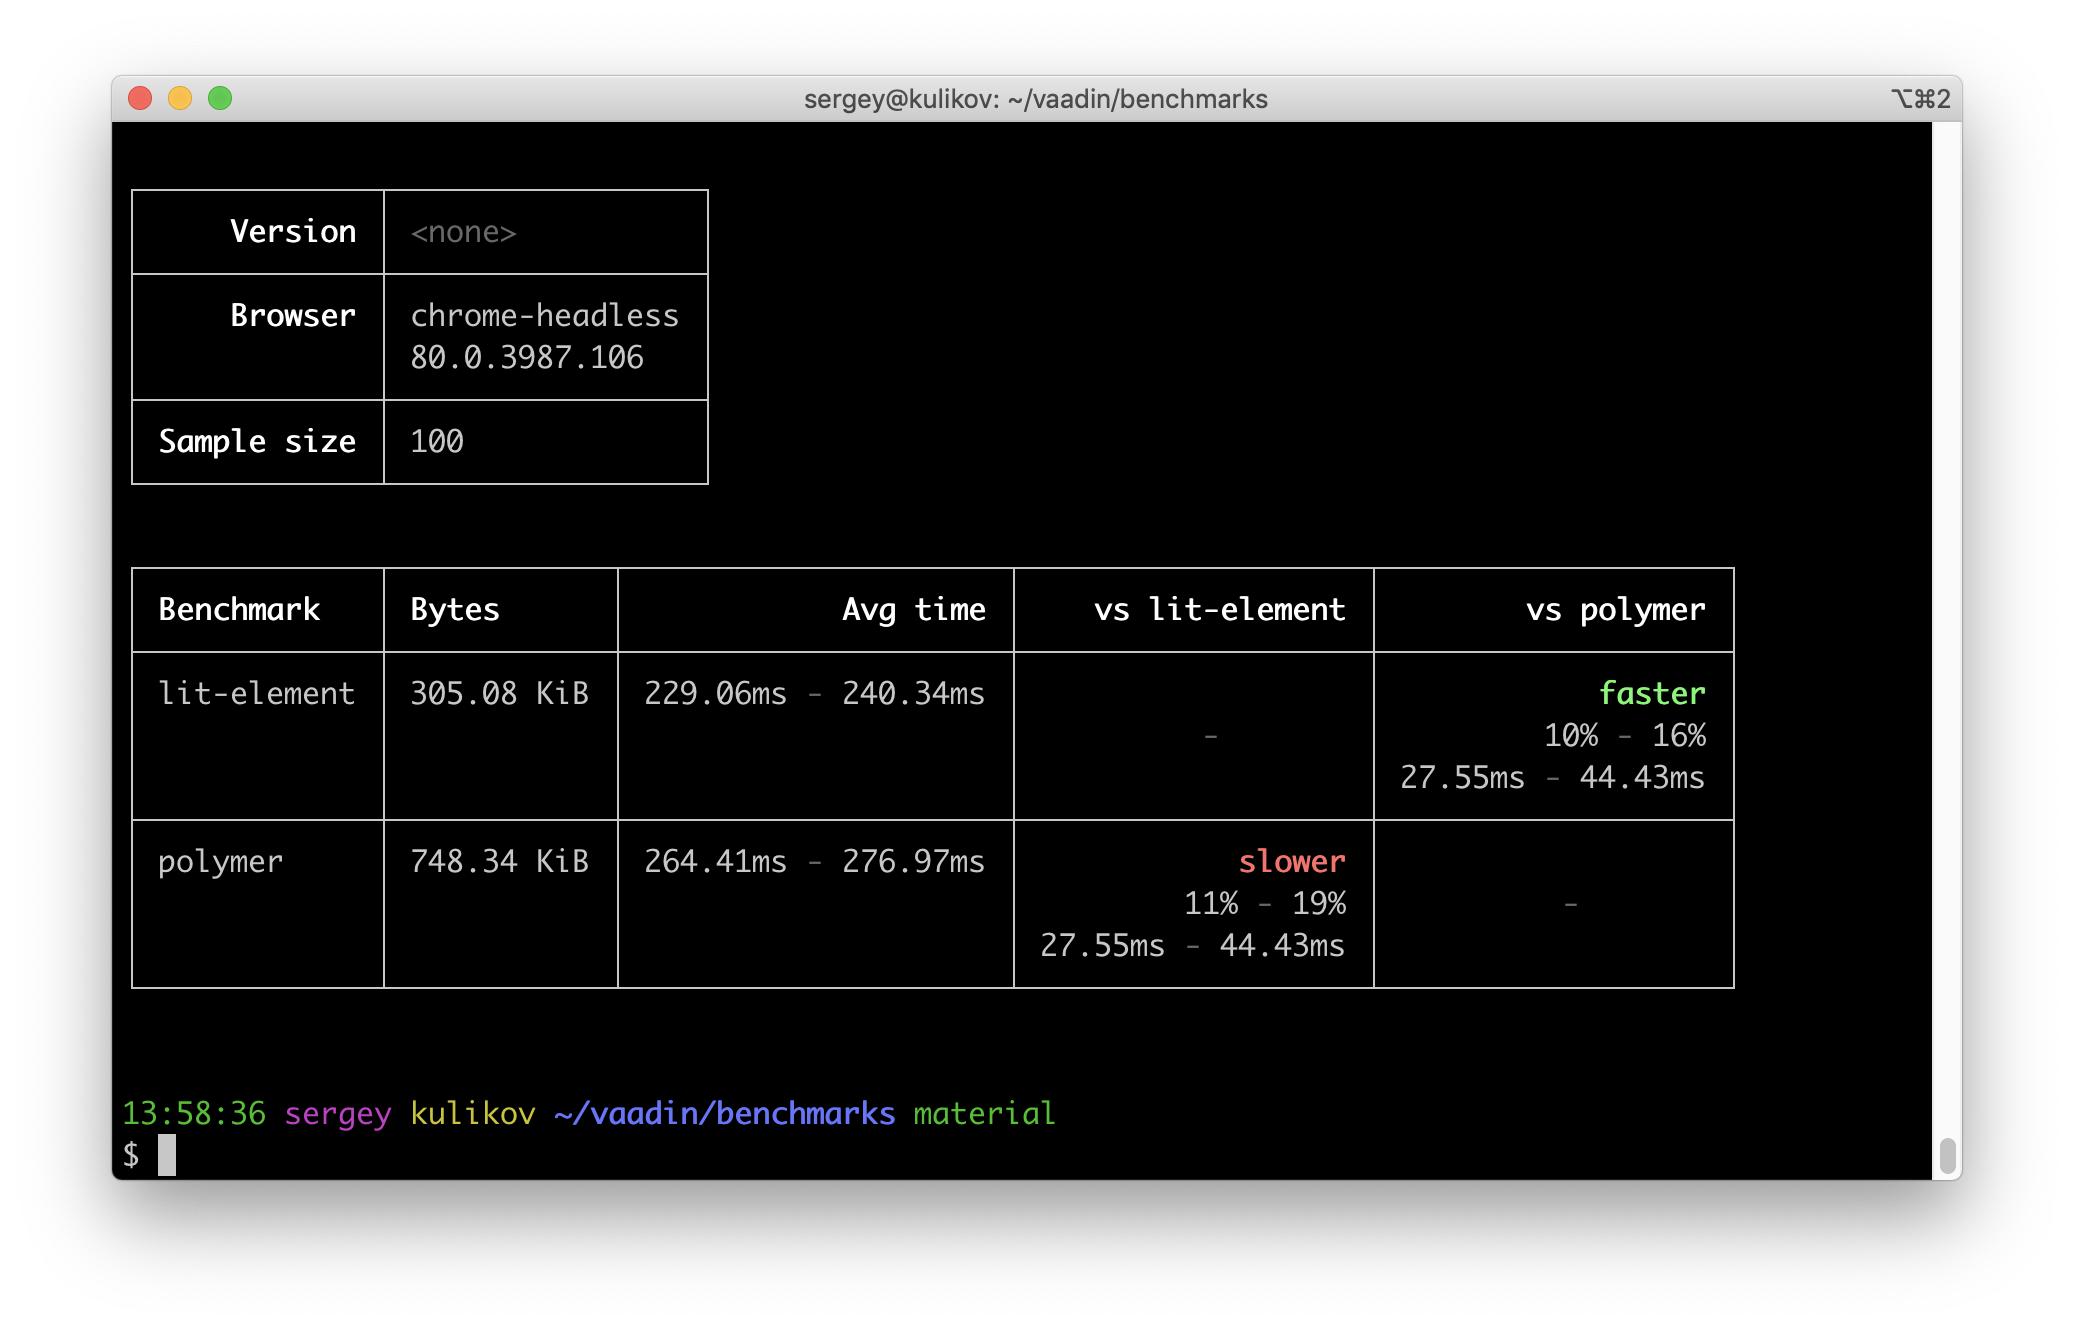 sergey@kulikov: ~/vaadin/benchmarks ⌥⌘2
Version <none>
Browser chrome-headless
80.0.3987.106
Sample size 100
Benchmark Bytes Avg time vs lit-element vs polymer
lit-element 305.08 KiB 229.06ms - 240.34ms faster
- 10% - 16%
27.55ms - 44.43ms
polymer 748.34 KiB 264.41ms - 276.97ms slower
11% - 19% -
27.55ms - 44.43ms
13:58:36 sergey kulikov ~/vaadin/benchmarks material
$